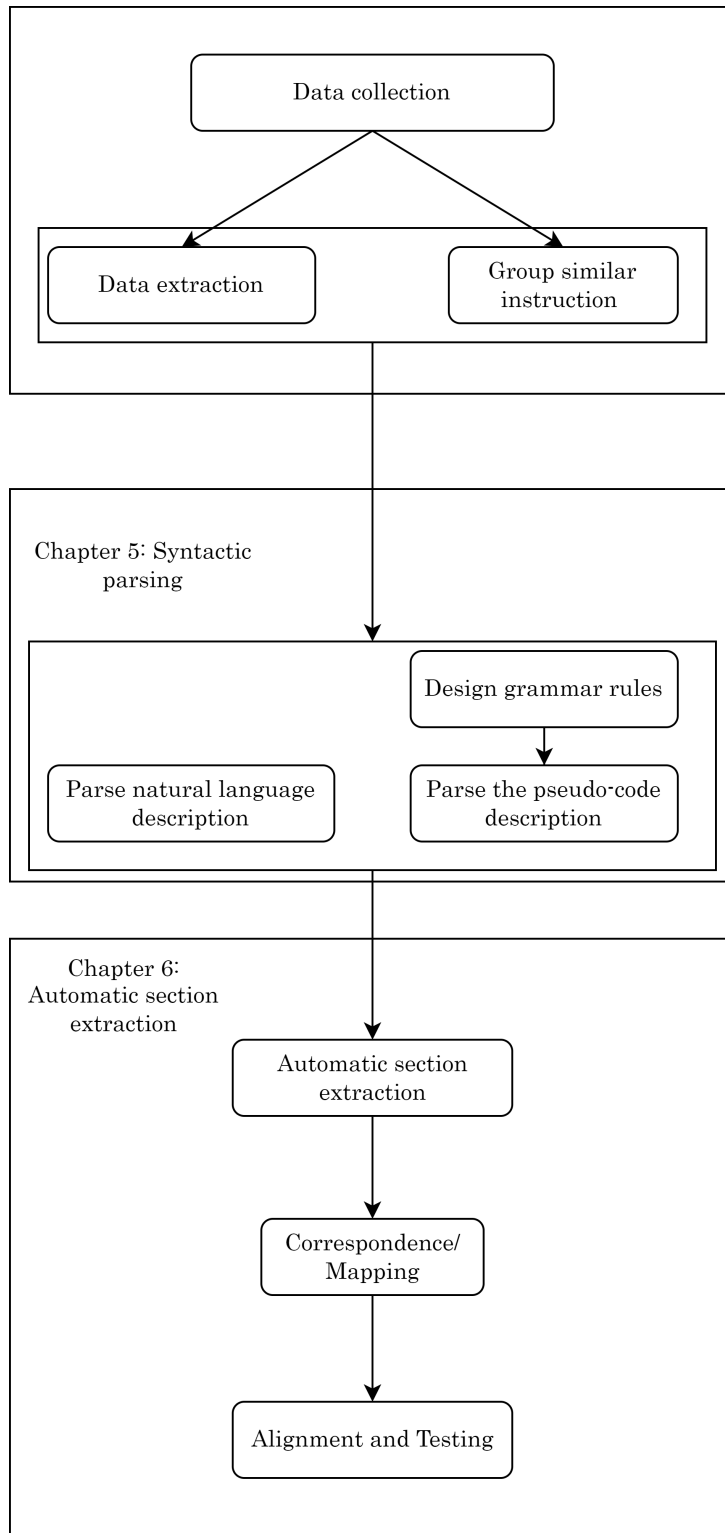 Data collection
Data extraction
Group similar
instruction
Chapter 5: Syntactic
parsing
Design grammar rules
Parse natural language
description
Parse the pseudo-code
description
Chapter 6:
Automatic section
extraction
Automatic section
extraction
Correspondence/
Mapping
Alignment and Testing